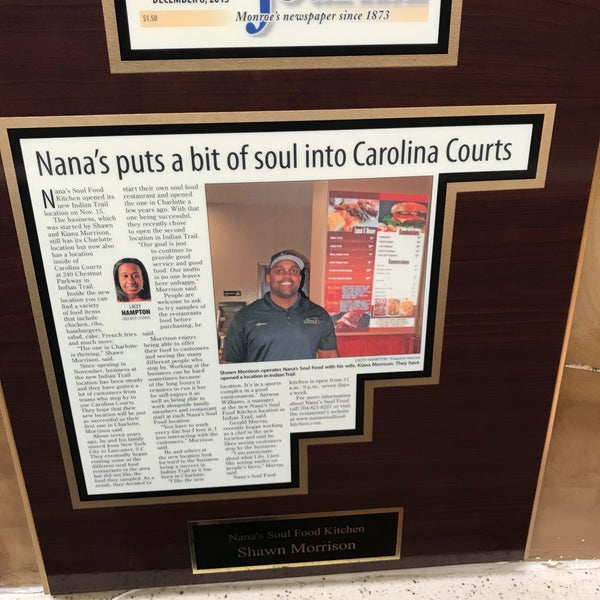 DECEMBER 6, 2015
$1.50
Monroe's newspaper since 1873
Nana's puts a bit of soul into Carolina Courts
Nana's Soul Food
Kitchen opened its
new Indian Trail
location on Nov. 15.
The business, which
was started by Shawn
and Kiana Morrison,
still has its Charlotte
location but now also
has a location
inside of
Carolina Courts
at 240 Chestnut
Parkway in
Indian Trail.
Inside the new
location you can
find a variety
of food items
that include
chicken, ribs,
hamburgers,
salad, cake, French fries
and much more.
"The one in Charlotte
is thriving," Shawn
Morrison said.
Since opening in
November, business at
the new Indian Trail
location has been steady
and they have gotten a
lot of customers from
teams who stop by to
use Carolina Courts.
They hope that their
new location will be just
as successful as their
first one in Charlotte,
Morrison said.
About seven years
ago, he and his family
moved from New York
City to Lancaster, S.C.
They eventually began
visiting some of the
different soul food
restaurants in the area
but did not like the
food they sampled. As a
result, they decided to
LACEY
HAMPTON
ENQUIRER-JOURNAL
start their own soul food
restaurant and opened
the one in Charlotte a
few years ago. With that
one being successful,
they recently chose
to open the second
location in Indian Trail.
"Our goal is just
to continue to
provide good
service and good
food. Our motto
is no one leaves
here unhappy,"
Morrison said.
People are
welcome to ask
to try samples of
the restaurants
food before
purchasing, he
said.
Morrison enjoys
being able to offer
their food to customers
and seeing the many
different people who
stop by. Working at the
business can be hard
sometimes because
of the long hours it
requires to run it but
he still enjoys it as
well as being able to
work alongside family
members and restaurant
staff at each Nana's Soul
Food location.
"You have to work
every day but I love it. I
love interacting with the
customers," Morrison
said.
He and others at
the new location look
forward to the business
being a success in
Indian Trail as it has
been in Charlotte.
"I like the new
Lunch & Dinner
LACEY HAMPTON / Enquirer-Journal
Shawn Morrison operates Nana's Soul Food with his wife, Kiana Morrison. They have
opened a location in Indian Trail.
location. It's in a sports
complex in a good
location," Antwon
Williams, a manager
at the new Nana's Soul
Food Kitchen location in
Indian Trail, said.
Gerald Murray,
recently began working
as a chef in the new
location and said he
likes seeing customers
stop by the business.
"I am passionate
about what I do. I just
like seeing smiles on
people's faces," Murray
said.
Nana's Soul Food
kitchen is open from 11
a.m. - 9 p.m., seven days
a week.
For more information
about Nana's Soul Food
call 704-821-8227 or visit
the restaurant's website
at www.nanassoulfood-
kitchen.com.
Nana's Soul Food Kitchen
Shawn Morrison